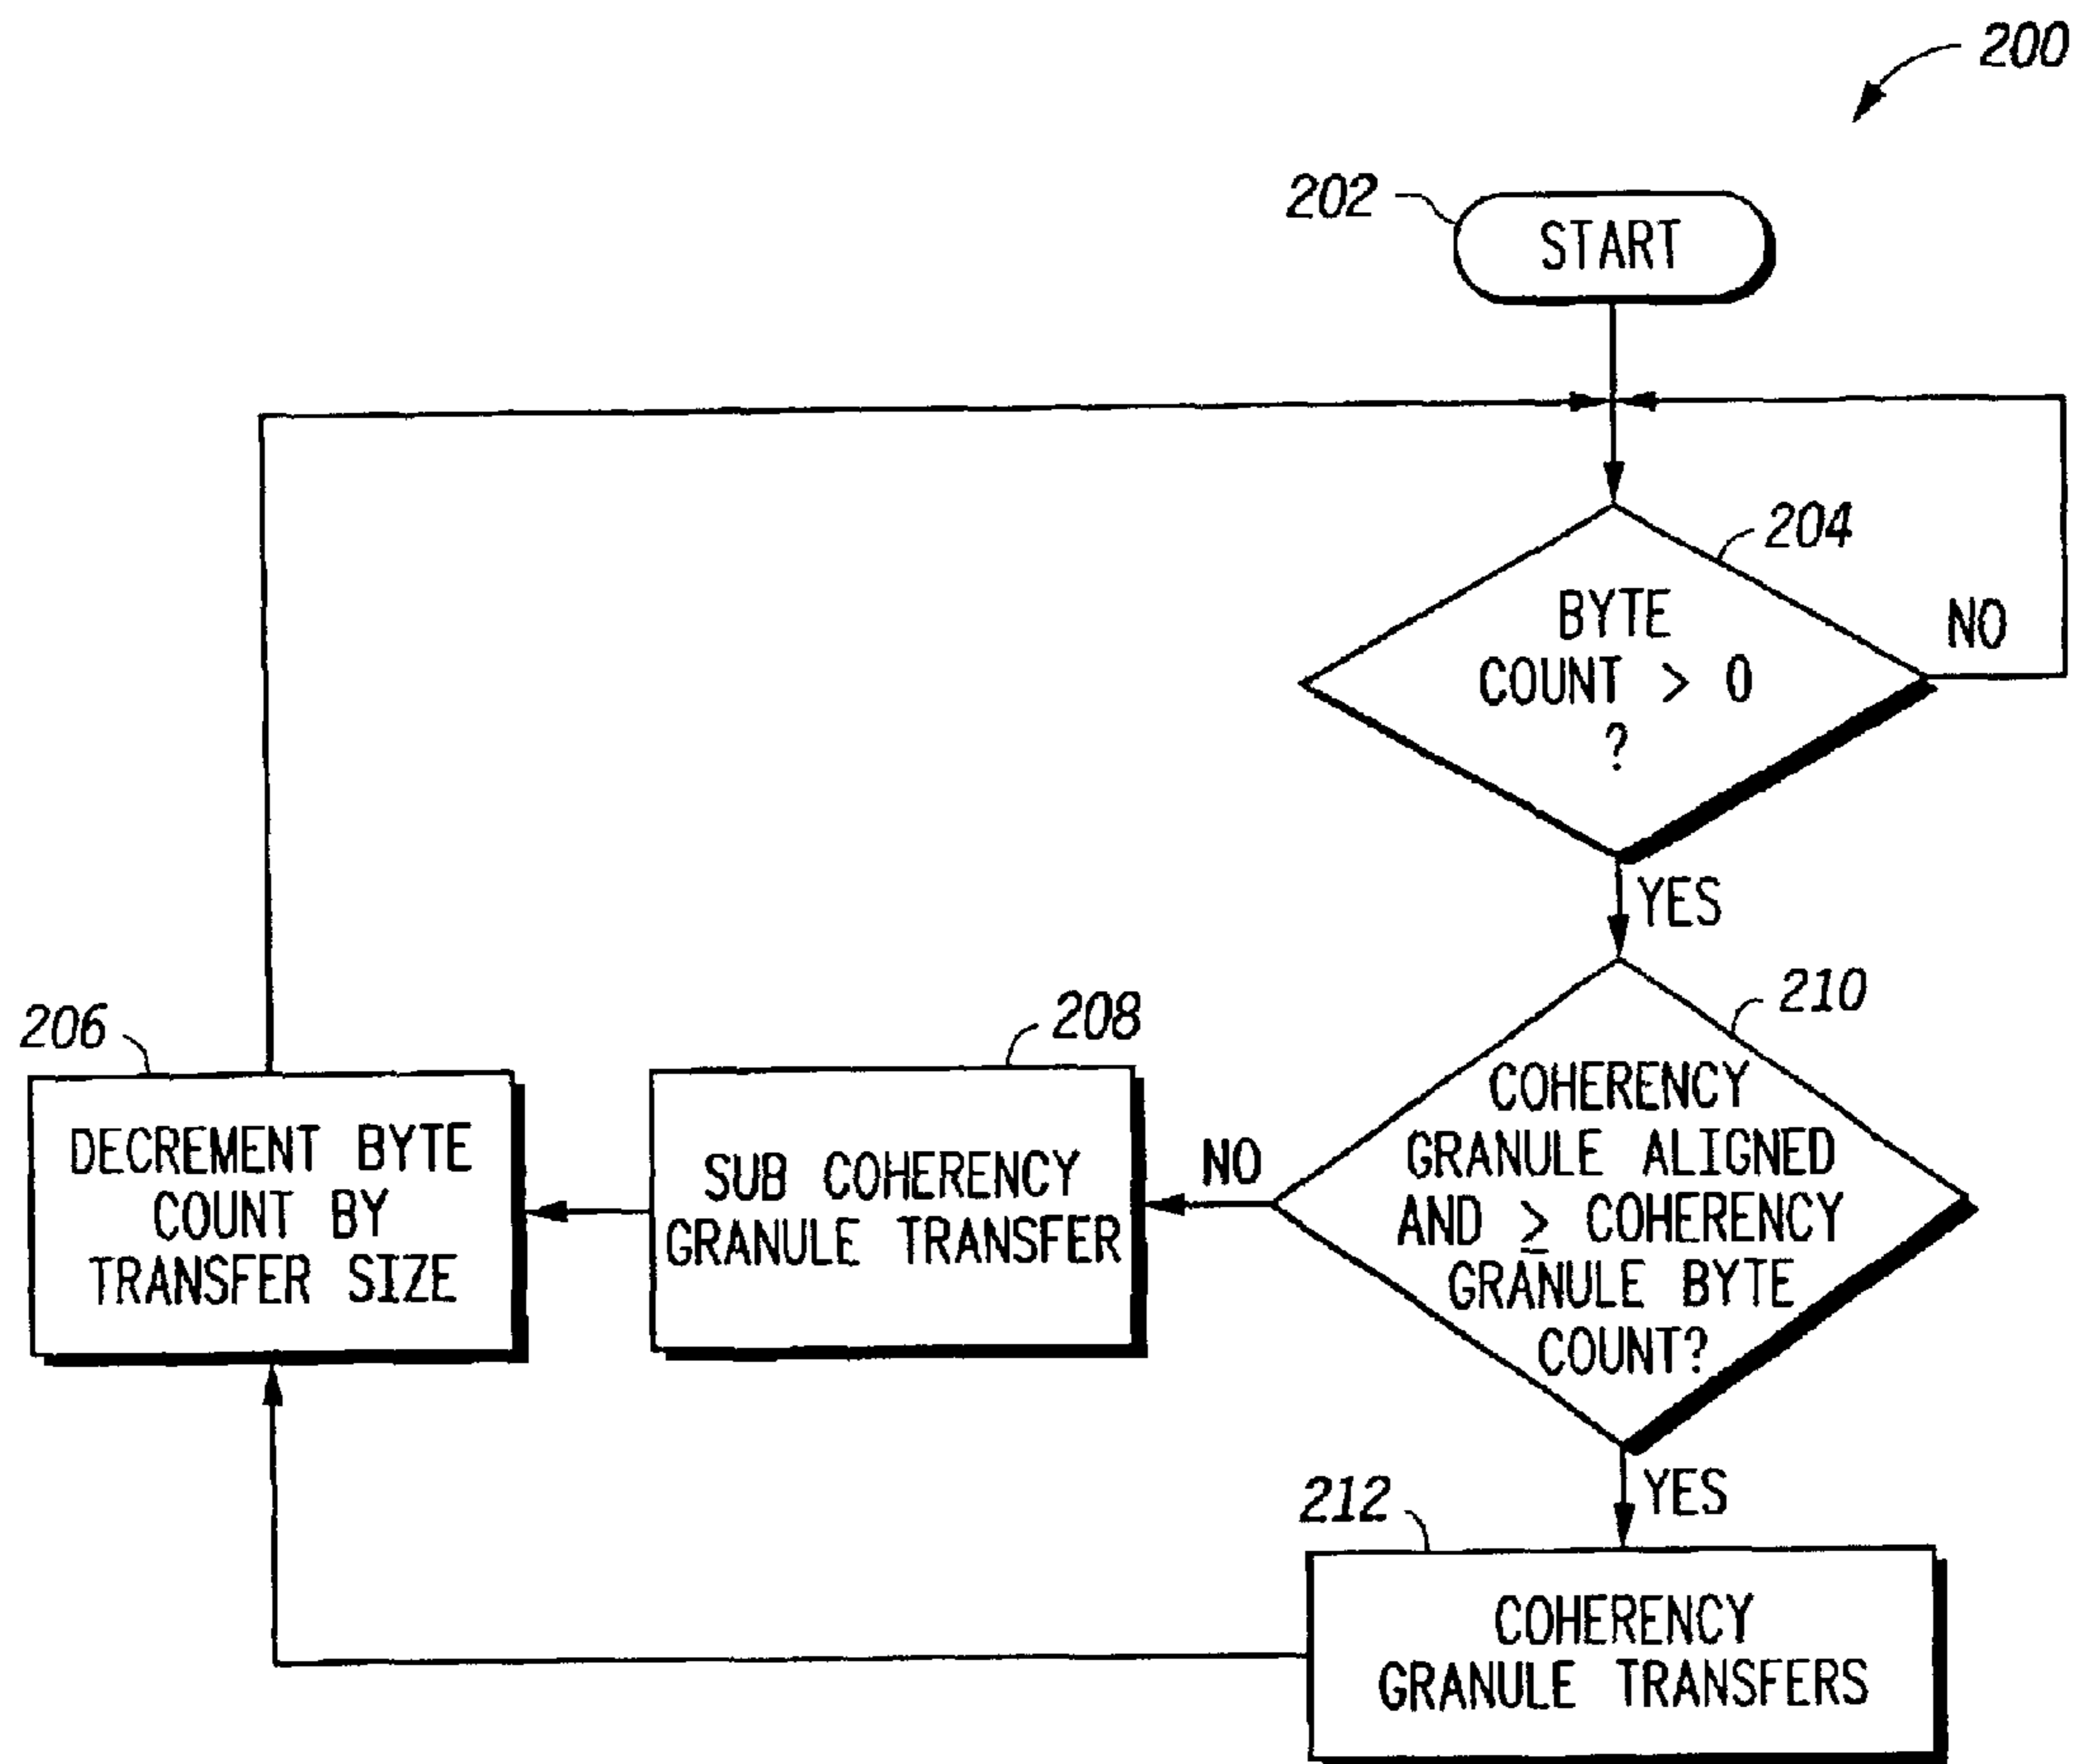 200
202
START
204
BYTE
COUNT > 0
?
NO
YES
206
DECREMENT BYTE
COUNT BY
TRANSFER SIZE
208
SUB COHERENCY
GRANULE TRANSFER
NO
210
COHERENCY
GRANULE ALIGNED
AND ≥ COHERENCY
GRANULE BYTE
COUNT?
YES
212
COHERENCY
GRANULE TRANSFERS